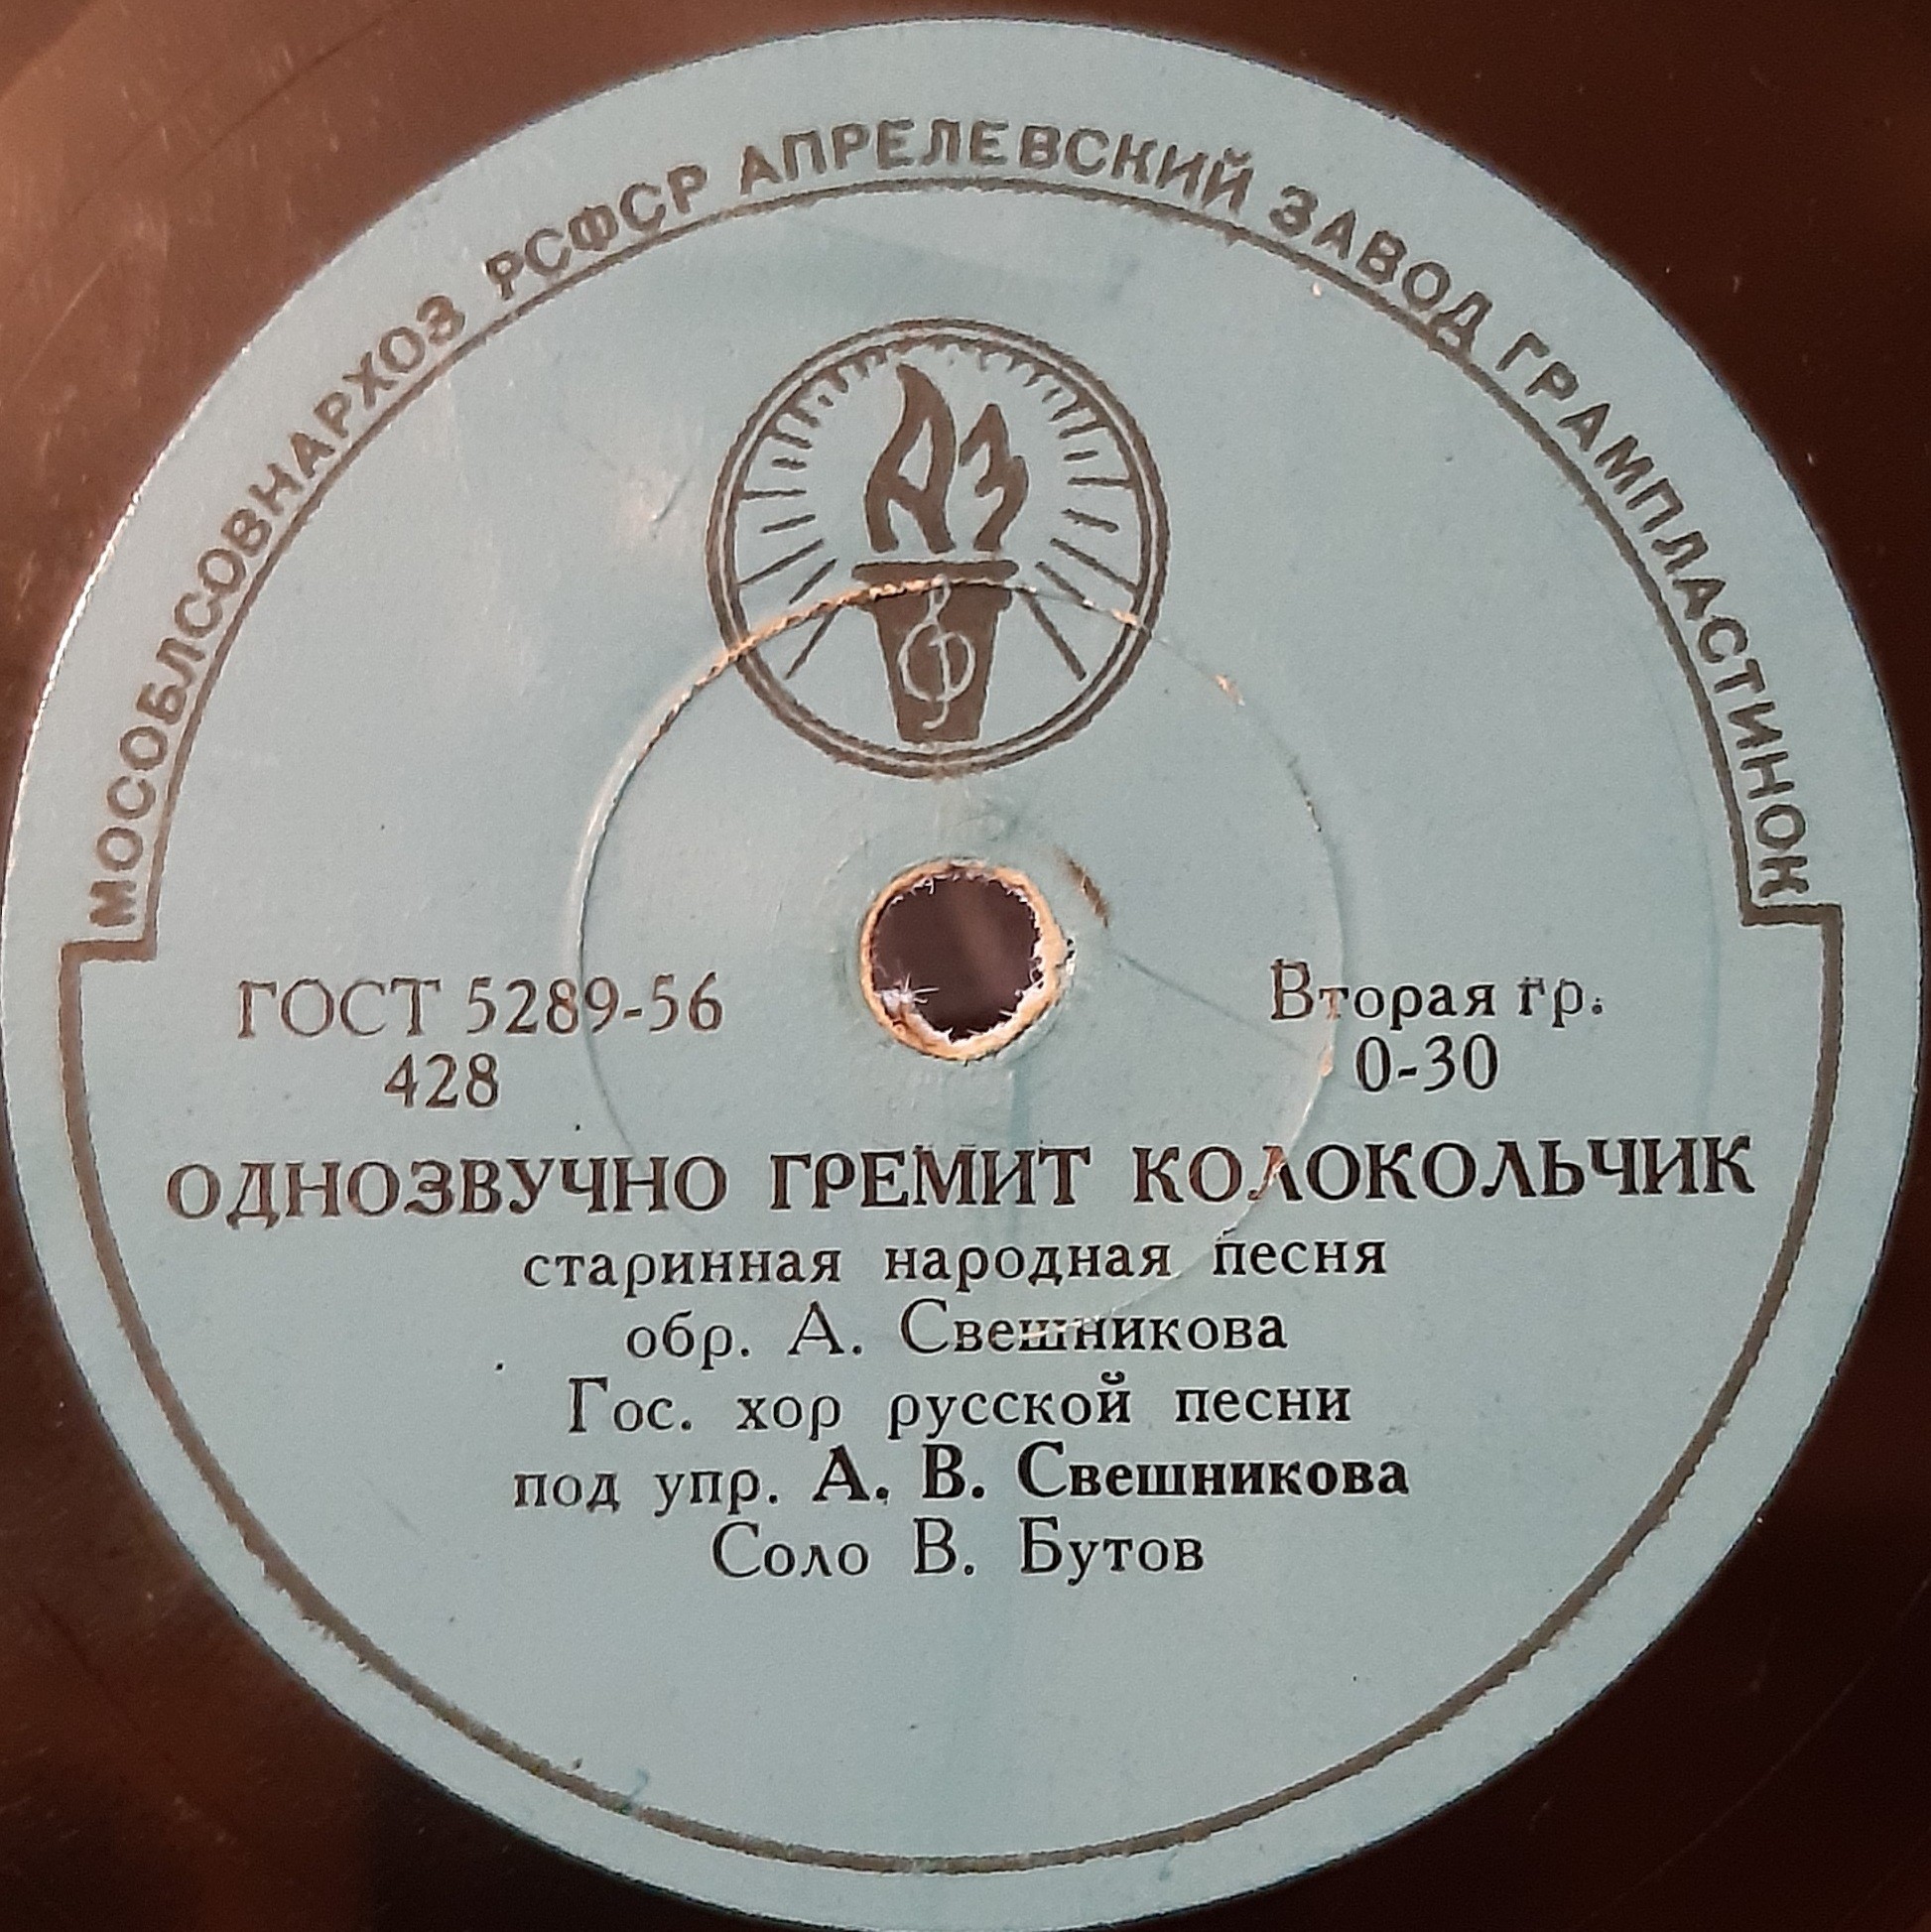 МОСОБЛСОВНАРХОЗ РСФСР АПРЕЛЕВСКИЙ ЗАВОД ГРАМПЛАСТИНОК
АЗ
ГОСТ 5289-56 Вторая гр.
428 0-30
ОДНОЗВУЧНО ГРЕМИТ КОЛОКОЛЬЧИК
старинная народная песня
обр. А. Свешникова
Гос. хор русской песни
под упр. А. В. Свешникова
Соло В. Бутов